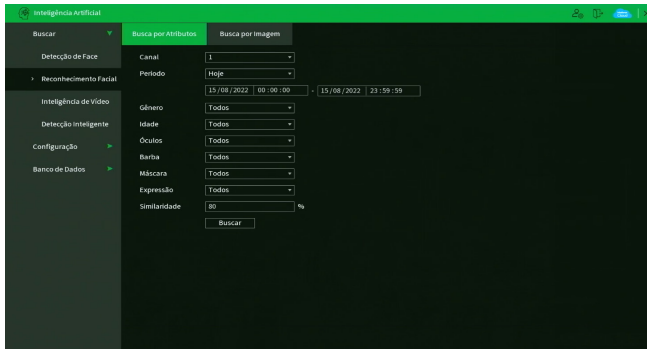 Inteligência Artificial
Buscar
Detecção de Face
Reconhecimento Facial
Inteligência de Vídeo
Detecção Inteligente
Configuração
Banco de Dados
Busca por Atributos
Busca por Imagem
Canal 1
Período Hoje
15/08/2022 00:00:00 - 15/08/2022 23:59:59
Gênero Todos
Idade Todos
Óculos Todos
Barba Todos
Máscara Todos
Expressão Todos
Similaridade 80 %
Buscar